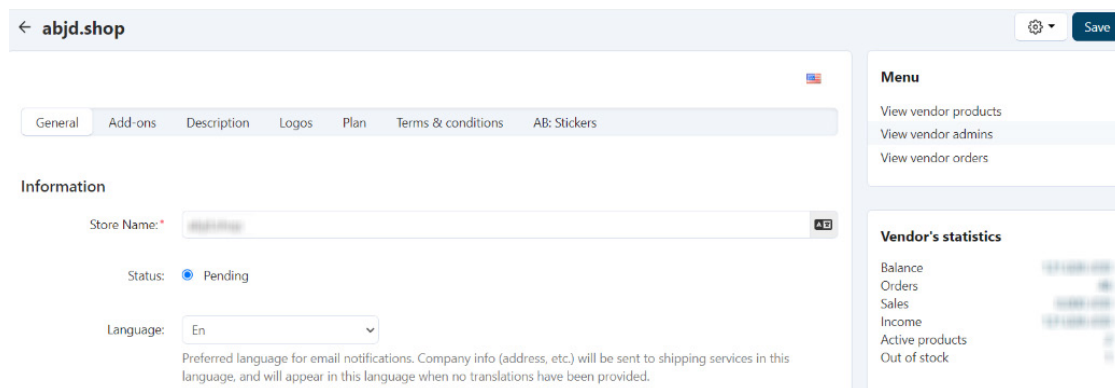 abjd.shop
Save
General Add-ons Description Logos Plan Terms & conditions AB: Stickers
Information
Store Name:*
Status: Pending
Language: En
Preferred language for email notifications. Company info (address, etc.) will be sent to shipping services in this
language, and will appear in this language when no translations have been provided.
Menu
View vendor products
View vendor admins
View vendor orders
Vendor's statistics
Balance
Orders
Sales
Income
Active products
Out of stock